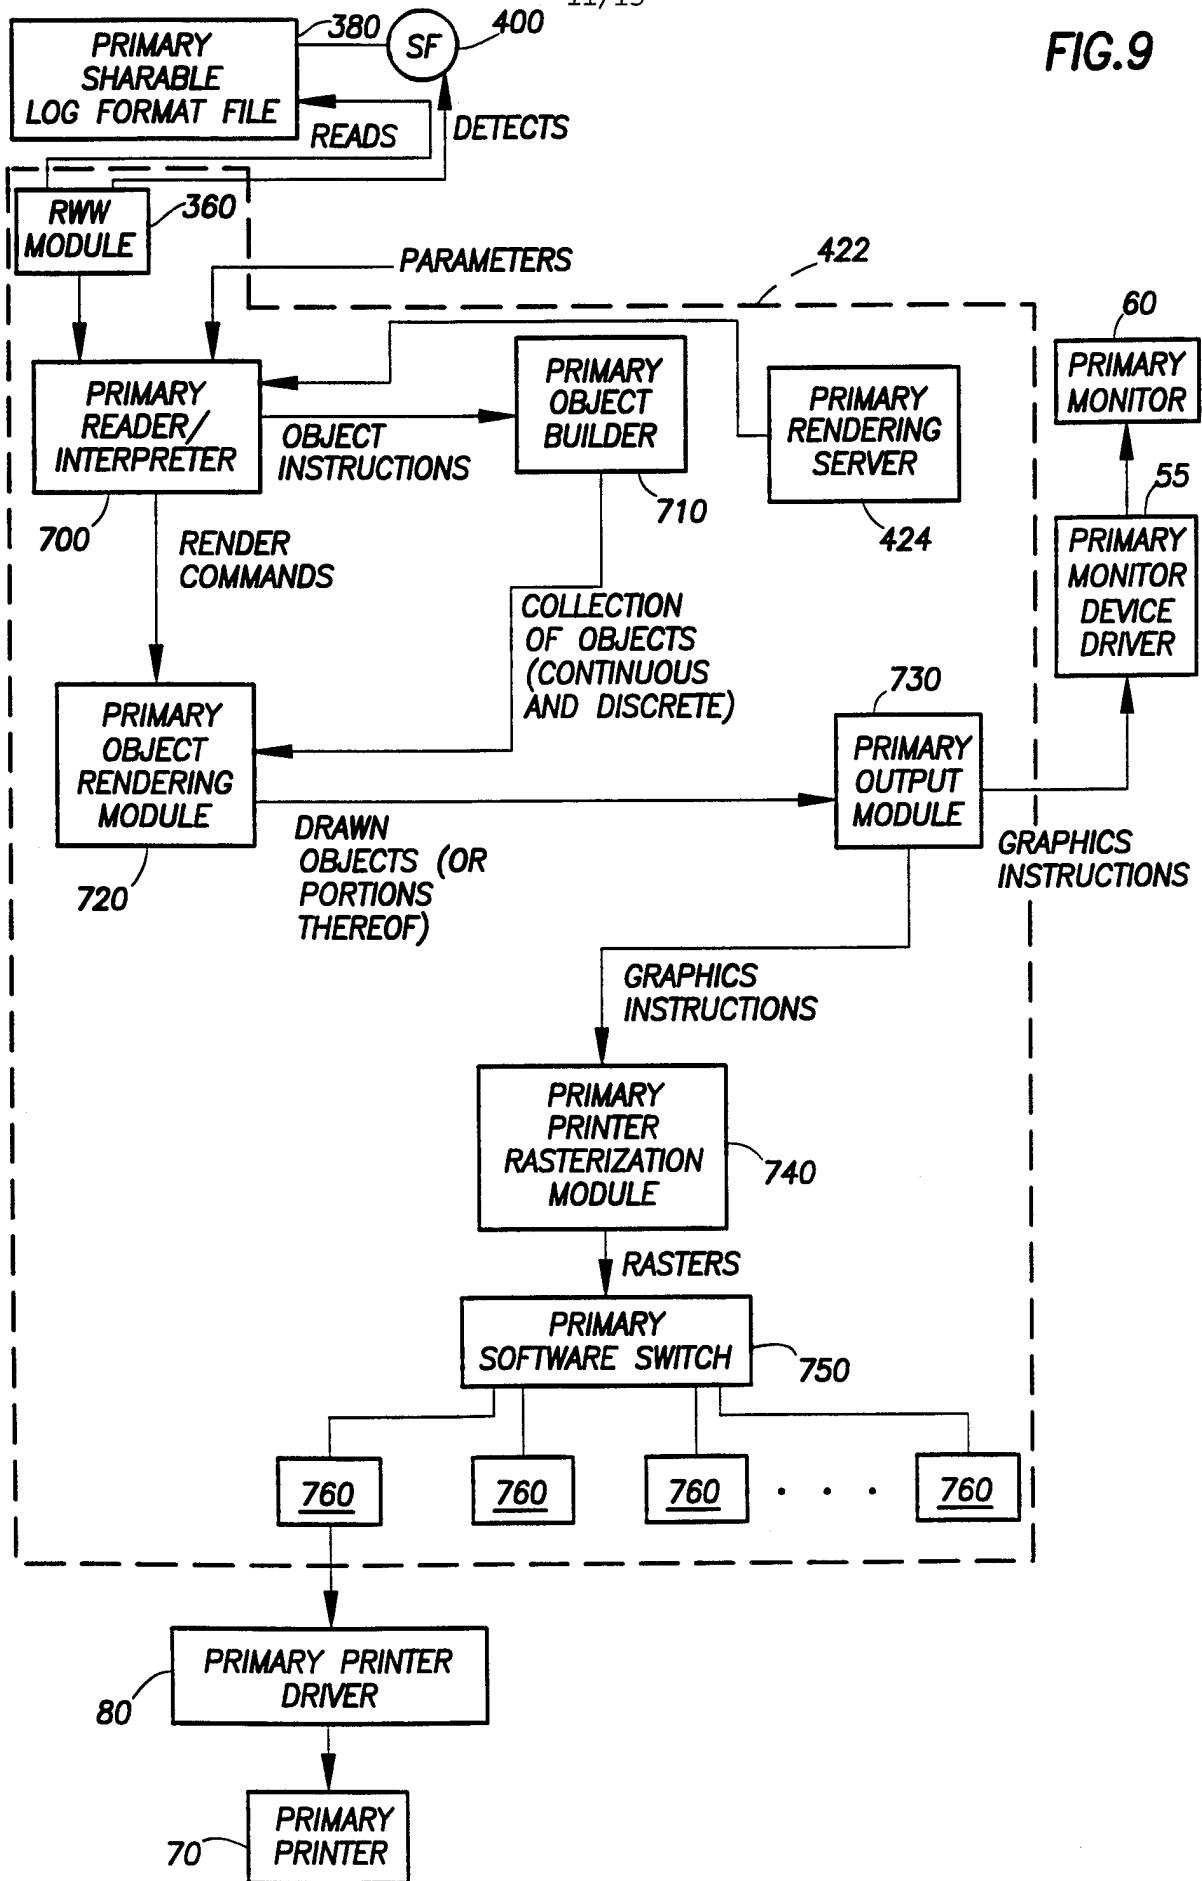 380
400
FIG.9
PRIMARY
SHARABLE
LOG FORMAT FILE
SF
READS
DETECTS
RWW
MODULE
360
PARAMETERS
422
60
PRIMARY
MONITOR
PRIMARY
READER/
INTERPRETER
700
OBJECT
INSTRUCTIONS
PRIMARY
OBJECT
BUILDER
710
PRIMARY
RENDERING
SERVER
424
55
PRIMARY
MONITOR
DEVICE
DRIVER
RENDER
COMMANDS
COLLECTION
OF OBJECTS
(CONTINUOUS
AND DISCRETE)
730
PRIMARY
OBJECT
RENDERING
MODULE
720
PRIMARY
OUTPUT
MODULE
DRAWN
OBJECTS (OR
PORTIONS
THEREOF)
GRAPHICS
INSTRUCTIONS
GRAPHICS
INSTRUCTIONS
PRIMARY
PRINTER
RASTERIZATION
MODULE
740
RASTERS
PRIMARY
SOFTWARE SWITCH
750
760
760
760
. . .
760
PRIMARY PRINTER
DRIVER
80
PRIMARY
PRINTER
70